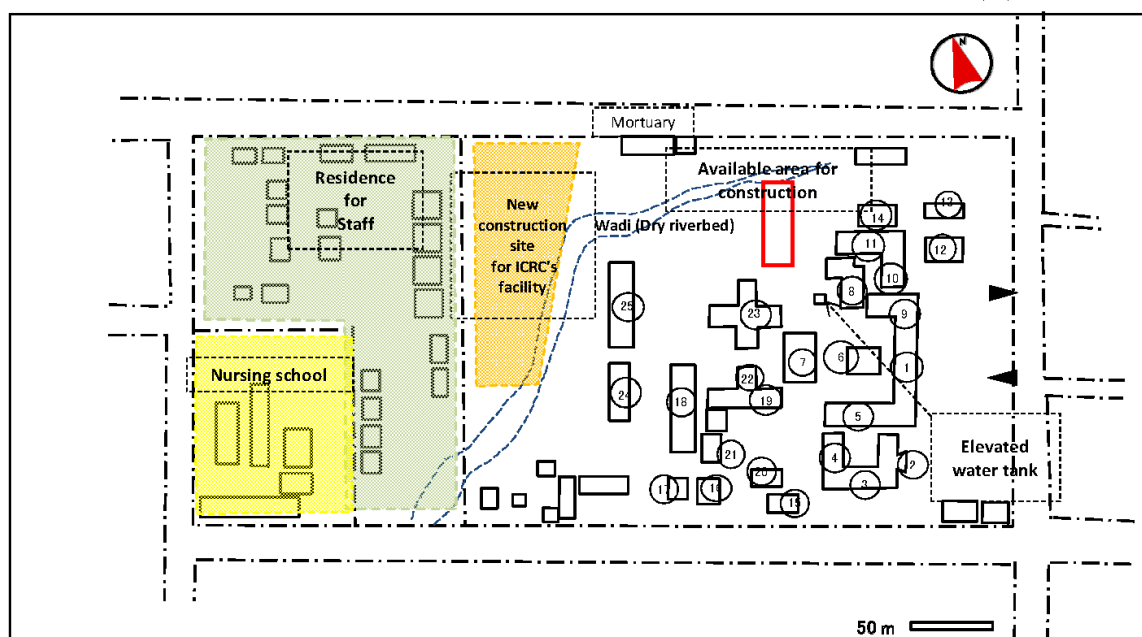 N
Mortuary
Available area for
construction
Residence
for
Staff
New
construction
site
for ICRC's
facility
Wadi (Dry riverbed)
13
14
11
12
10
8
9
25
23
7
6
1
22
24
18
19
5
21
4
2
20
3
17
16
15
Nursing school
Elevated
water tank
50 m